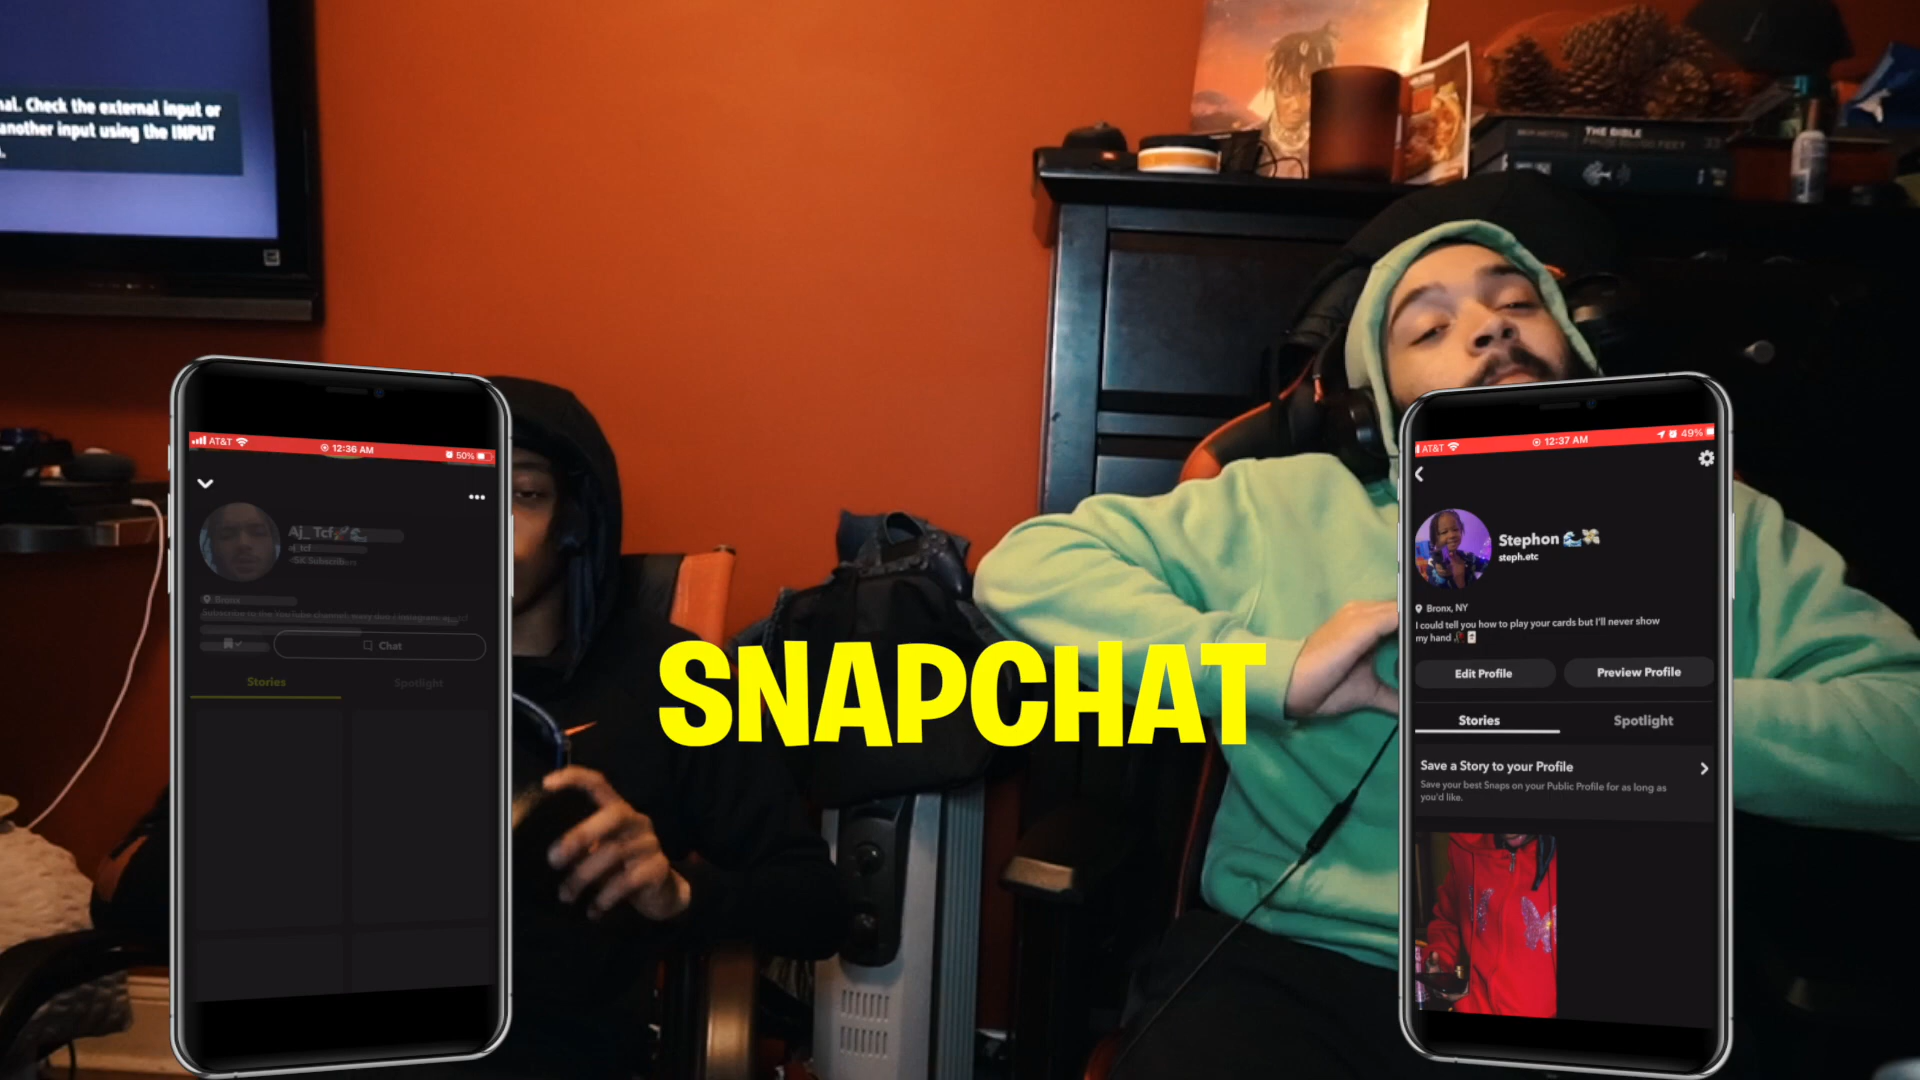 nal. Check the external input or
another input using the INPUT
THE BIBLE
AT&T
12:36 AM
50%
Aj_Tcf
aj_tcf
Bronx
Chat
Stories
Spotlight
SNAPCHAT
AT&T
12:37 AM
49%
Stephon
steph.etc
Bronx, NY
I could tell you how to play your cards but I'll never show
my hand
Edit Profile
Preview Profile
Stories
Spotlight
Save a Story to your Profile
Save your best Snaps on your Public Profile for as long as
you'd like.